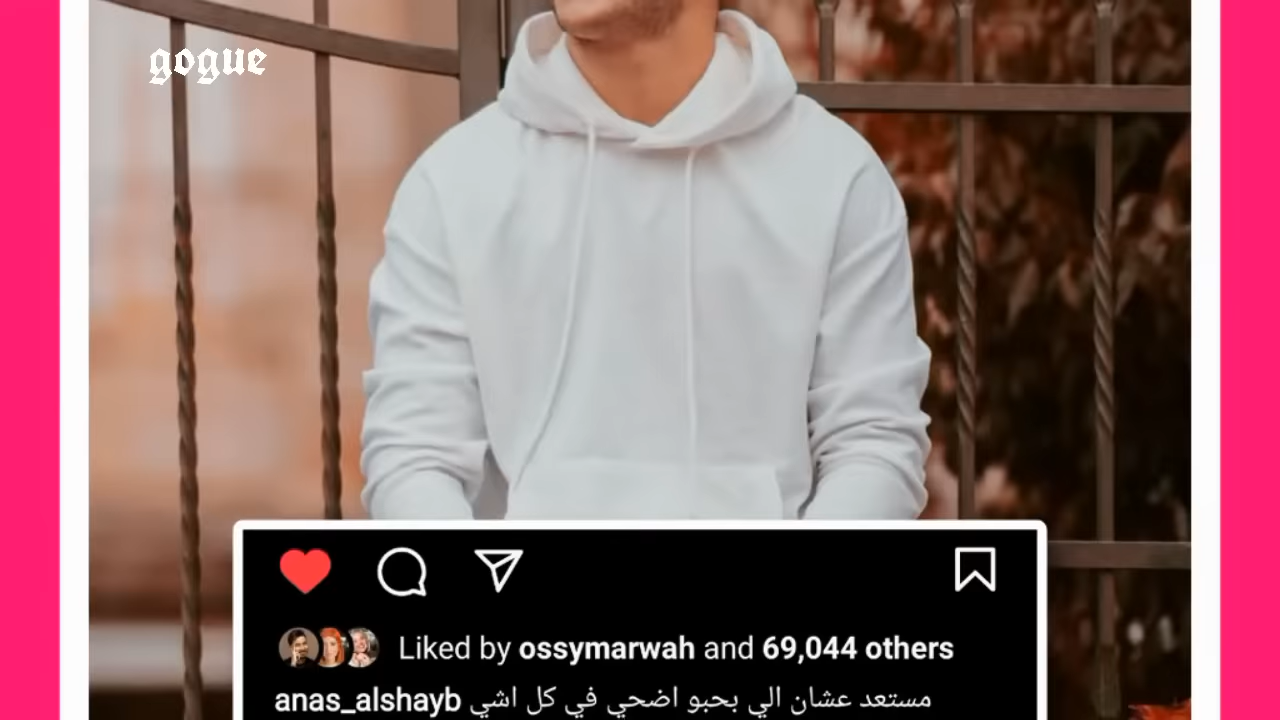 gogue
Liked by ossymarwah and 69,044 others
anas_alshayb مستعد عشان الي بحبو اضحي في كل اشي